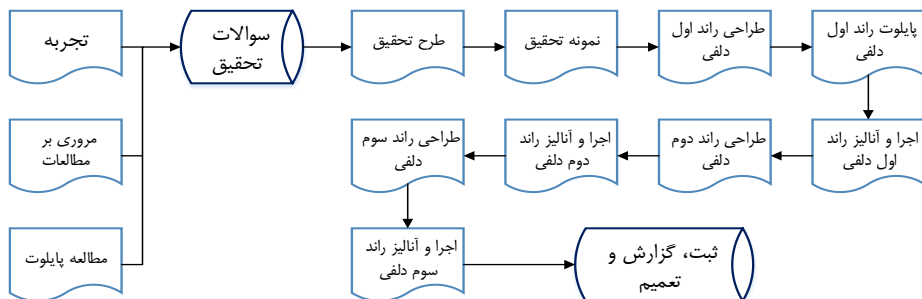 تجربه
مروری بر
مطالعات
مطالعه پایلوت
سوالات
تحقیق
طرح تحقیق
نمونه تحقیق
طراحی راند اول
دلفی
پایلوت راند اول
دلفی
اجرا و آنالیز راند
اول دلفی
طراحی راند دوم
دلفی
اجرا و آنالیز راند
دوم دلفی
طراحی راند سوم
دلفی
اجرا و آنالیز راند
سوم دلفی
ثبت، گزارش و
تعمیم